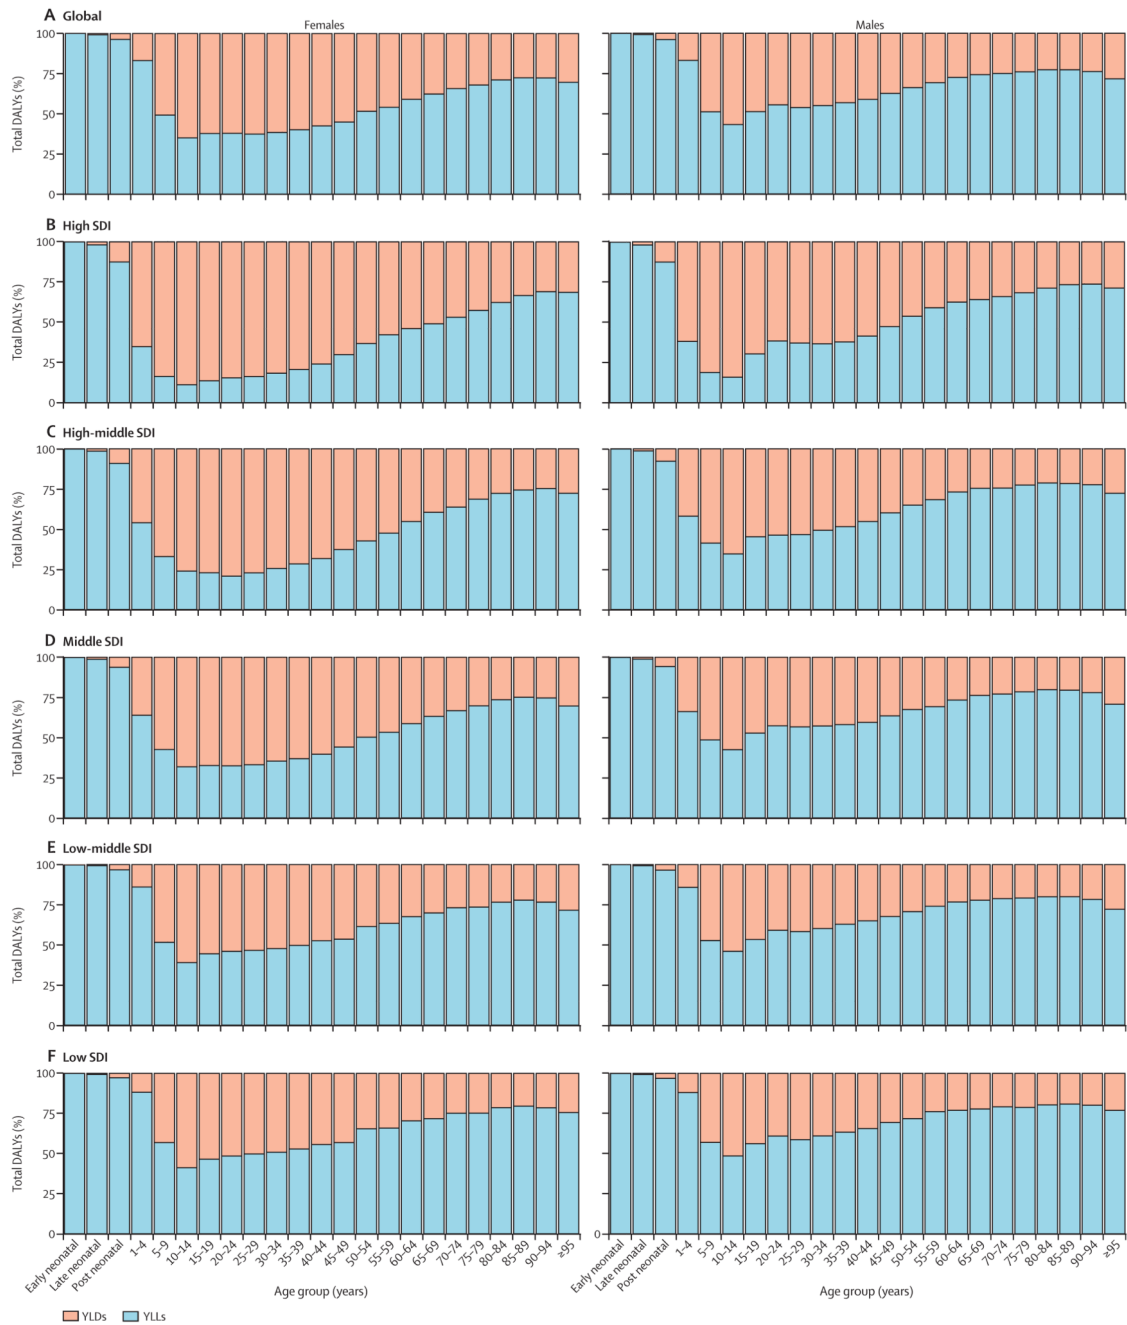 A Global
Females
Males
Total DALYs (%)
100
75
50
25
0
B High SDI
Total DALYs (%)
100
75
50
25
0
C High-middle SDI
Total DALYs (%)
100
75
50
25
0
D Middle SDI
Total DALYs (%)
100
75
50
25
0
E Low-middle SDI
Total DALYs (%)
100
75
50
25
0
F Low SDI
Total DALYs (%)
100
75
50
25
0
0
Early neonatal
Late neonatal
Post neonatal
1–4
5–9
10–14
15–19
20–24
25–29
30–34
35–39
40–44
45–49
50–54
55–59
60–64
65–69
70–74
75–79
80–84
85–89
90–94
≥95
Age group (years)
Early neonatal
Late neonatal
Post neonatal
1–4
5–9
10–14
15–19
20–24
25–29
30–34
35–39
40–44
45–49
50–54
55–59
60–64
65–69
70–74
75–79
80–84
85–89
90–94
≥95
Age group (years)
YLDs
YLLs